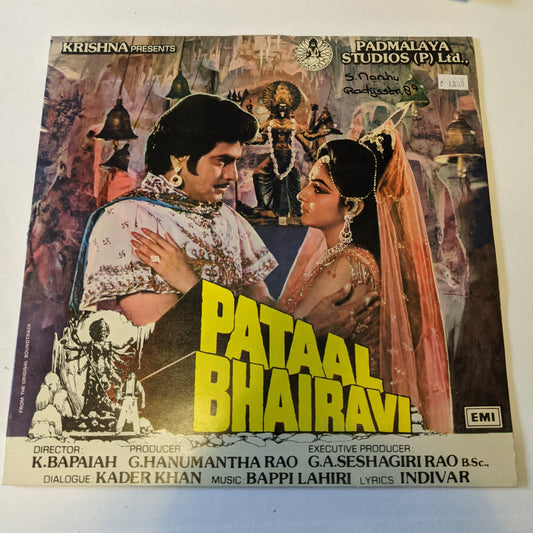 KRISHNA PRESENTS
PADMALAYA
STUDIOS (P) Ltd.,
S. Nanhu
PATAAL
BHAIRAVI
EMI
FROM THE ORIGINAL SOUNDTRACK
DIRECTOR: PRODUCER EXECUTIVE PRODUCER
K.BAPAIAH G.HANUMANTHA RAO G.A.SESHAGIRI RAO B.Sc.,
DIALOGUE: KADER KHAN MUSIC: BAPPI LAHIRI LYRICS INDIVAR